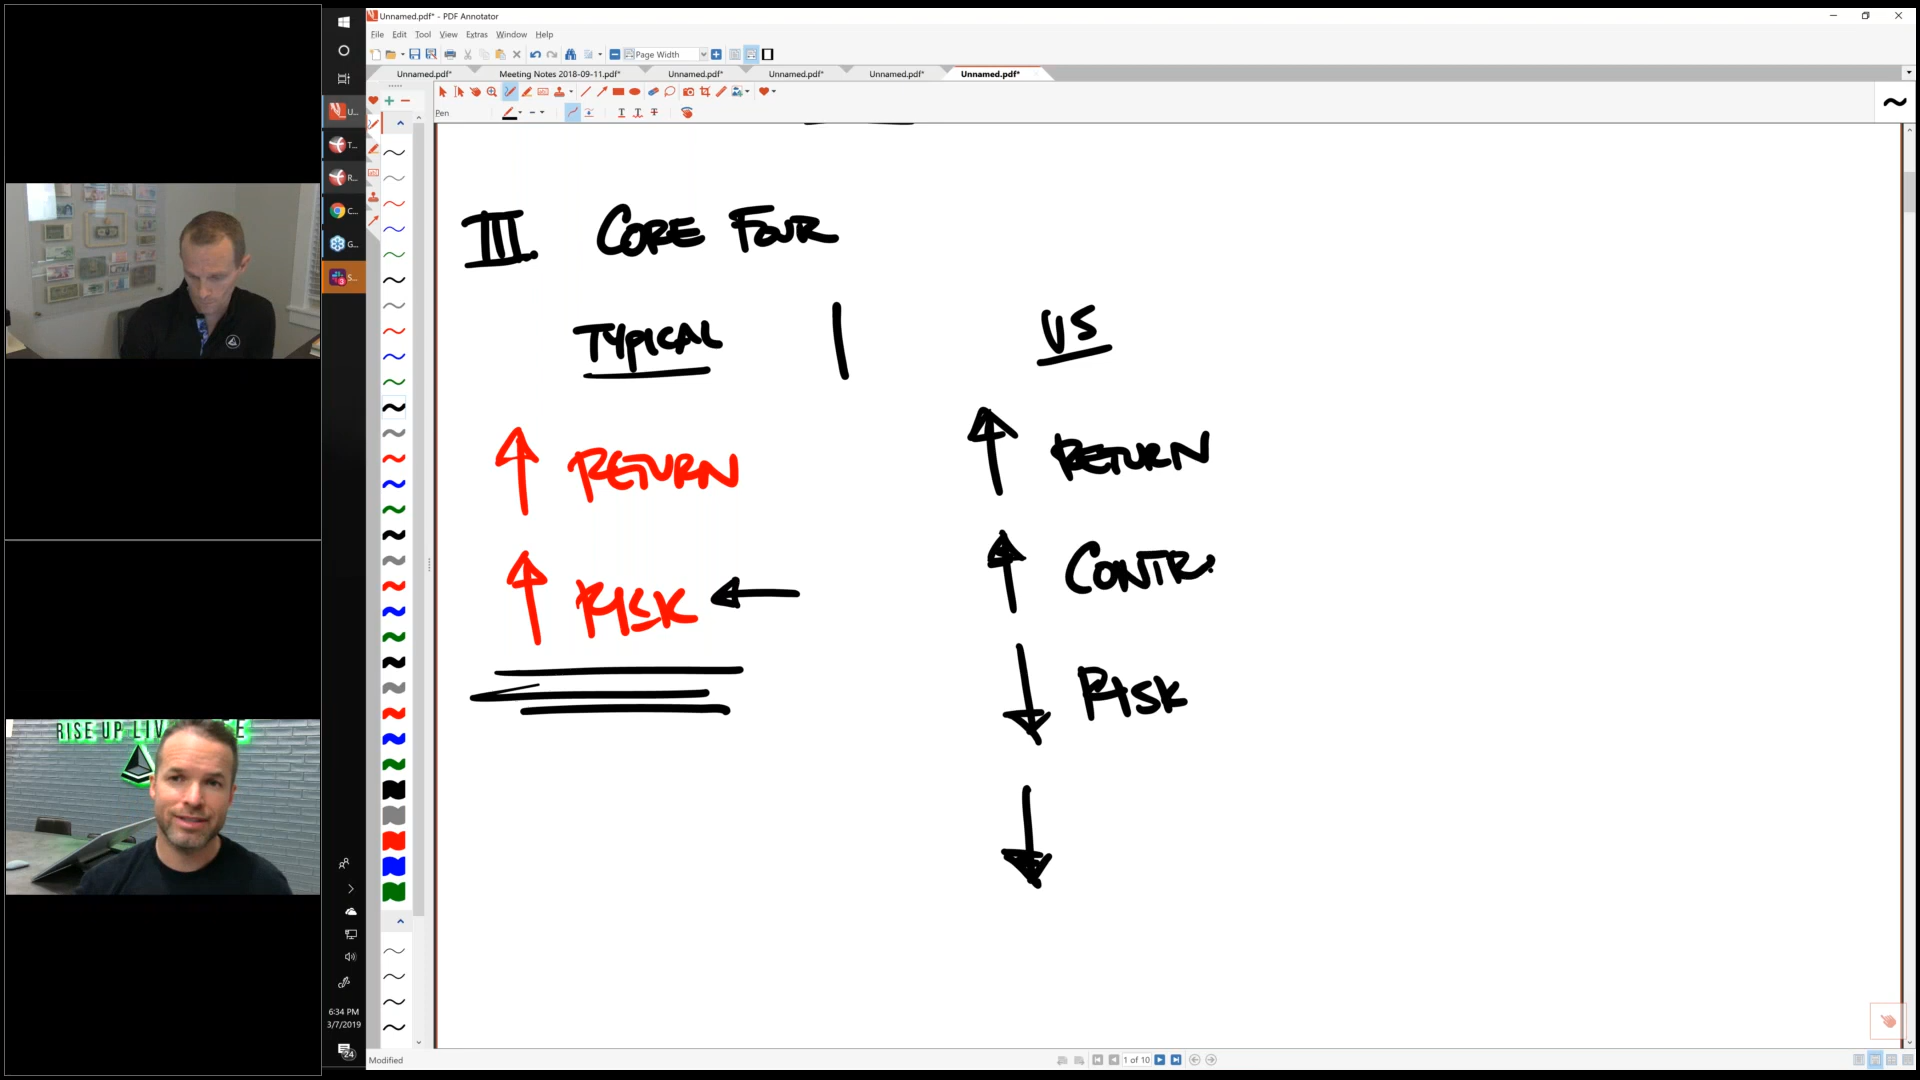 Unnamed.pdf* - PDF Annotator
File Edit Tool View Extras Window Help
Page Width
Unnamed.pdf* Meeting Notes 2018-09-11.pdf* Unnamed.pdf* Unnamed.pdf* Unnamed.pdf* Unnamed.pdf*
Pen
U...
T...
R...
C...
G...
S...
III. CORE FOUR
TYPICAL US
RETURN RETURN
RISK CONTR
RISK
RISE UP LIV
6:34 PM
3/7/2019
24
Modified
1 of 10